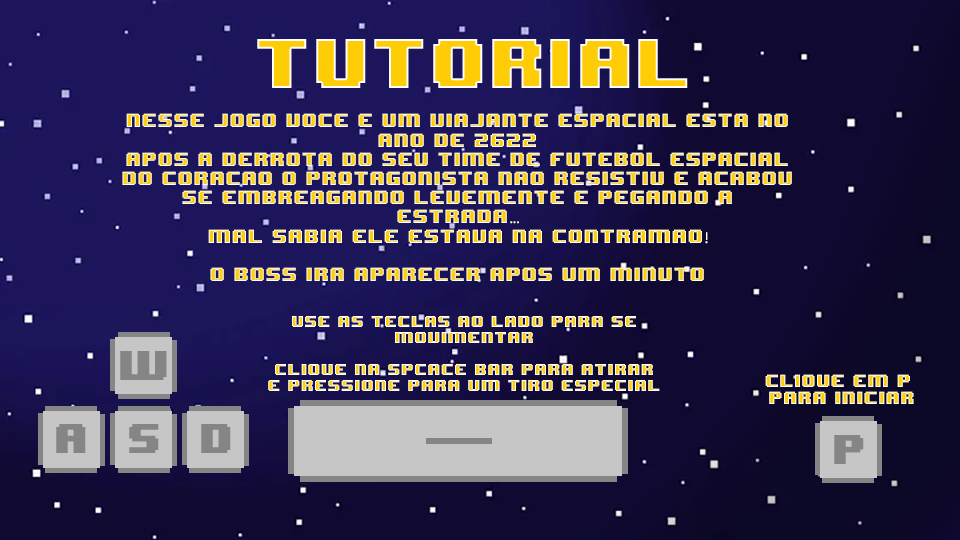 TUTORIAL
NESSE JOGO VOCE E UM VIAJANTE ESPACIAL ESTA NO
ANO DE 2622
APOS A DERROTA DO SEU TIME DE FUTEBOL ESPACIAL
DO CORACAO O PROTAGONISTA NAO RESISTIU E ACABOU
SE EMBREAGANDO LEVEMENTE E PEGANDO A
ESTRADA...
MAL SABIA ELE ESTAVA NA CONTRAMAO!
O BOSS IRA APARECER APOS UM MINUTO
USE AS TECLAS AO LADO PARA SE
MOVIMENTAR
CLIQUE NA SPCACE BAR PARA ATIRAR
E PRESSIONE PARA UM TIRO ESPECIAL
CL1QUE EM P
PARA INICIAR
W
A S D
P